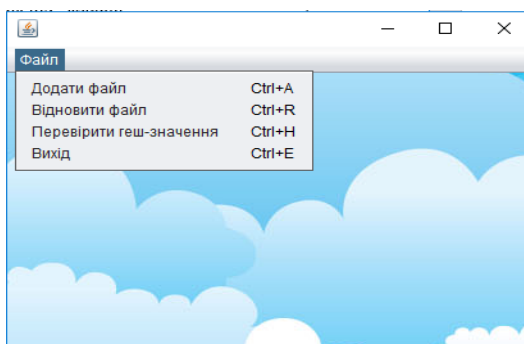 Файл
Додати файл Ctrl+A
Відновити файл Ctrl+R
Перевірити геш-значення Ctrl+H
Вихід Ctrl+E